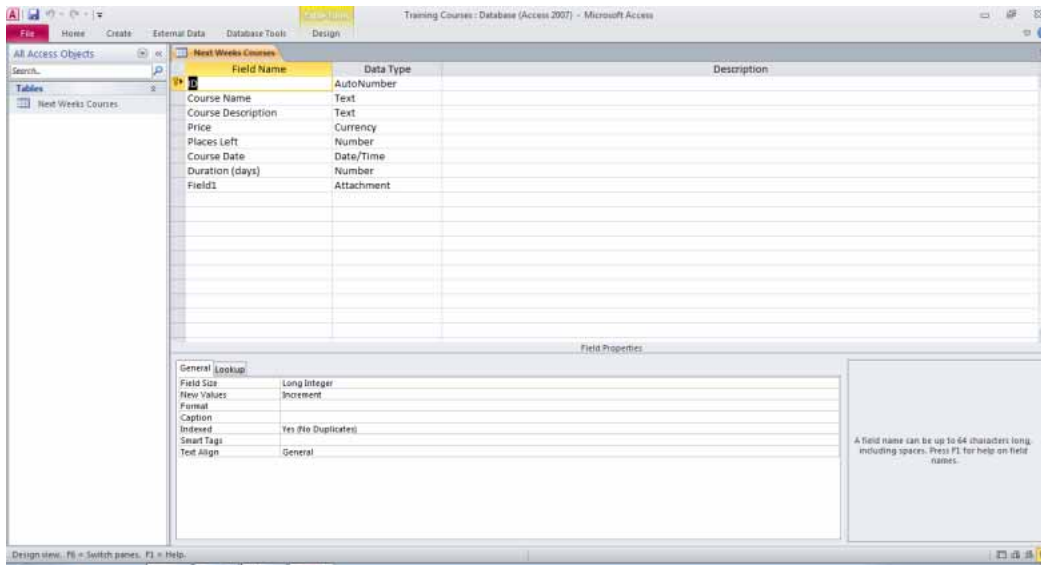 Table Tools
Training Courses : Database (Access 2007) - Microsoft Access
File Home Create External Data Database Tools Design
All Access Objects
Next Weeks Courses
Search..
Field Name Data Type Description
Tables
ID AutoNumber
Next Weeks Courses
Course Name Text
Course Description Text
Price Currency
Places Left Number
Course Date Date/Time
Duration (days) Number
Field1 Attachment
Field Properties
General Lookup
Field Size Long Integer
New Values Increment
Format
Caption
Indexed Yes (No Duplicates)
Smart Tags
Text Align General
A field name can be up to 64 characters long,
including spaces. Press F1 for help on field
names.
Design view. F6 = Switch panes. F1 = Help.